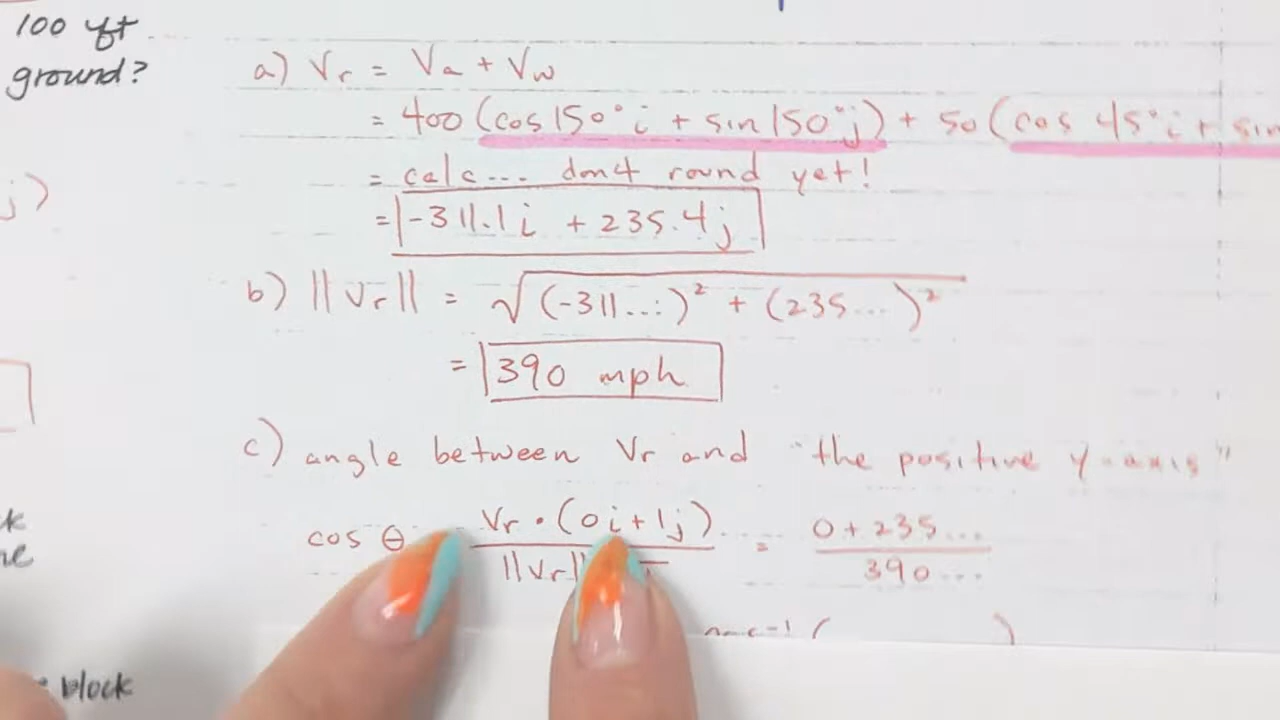 100 ft
ground?
j)
a) Vr = Va + Vw
= 400 (cos 150° i + sin 150° j) + 50 (cos 45° i + sin
= calc... don't round yet!
= -311.1 i + 235.4 j
b) ||Vr|| = √(-311...)² + (235...)²
= 390 mph
c) angle between Vr and "the positive y-axis"
cos θ Vr · (0i + 1j) = 0 + 235...
||Vr|| 390...
block